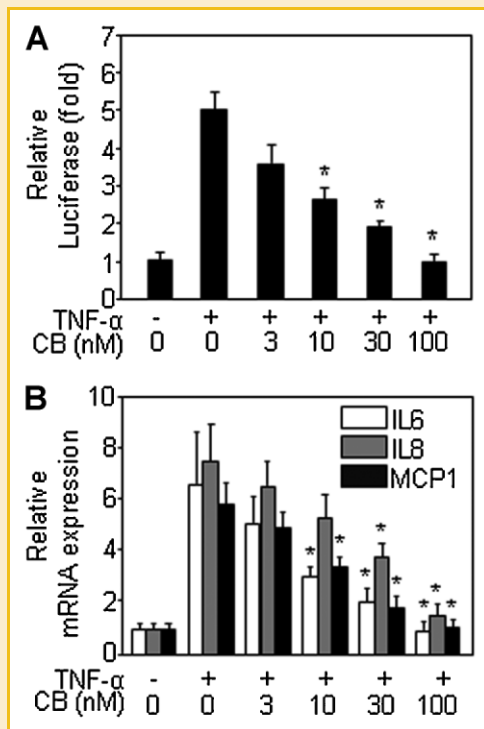 A
Relative
Luciferase (fold)
7
6
5
4
3
2
1
0
* * *
TNF-α - + + + + +
CB (nM) 0 0 3 10 30 100
B
Relative
mRNA expression
10
8
6
4
2
0
IL6
IL8
MCP1
* * * * * * * *
TNF-α - + + + + +
CB (nM) 0 0 3 10 30 100